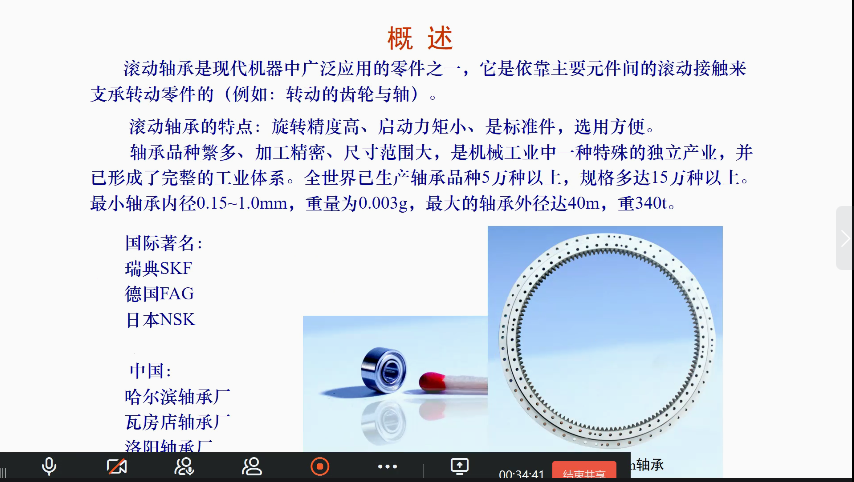 概 述
滚动轴承是现代机器中广泛应用的零件之一，它是依靠主要元件间的滚动接触来
支承转动零件的（例如：转动的齿轮与轴）。
滚动轴承的特点：旋转精度高、启动力矩小、是标准件，选用方便。
轴承品种繁多、加工精密、尺寸范围大，是机械工业中一种特殊的独立产业，并
已形成了完整的工业体系。全世界已生产轴承品种5万种以上，规格多达15万种以上。
最小轴承内径0.15~1.0mm，重量为0.003g，最大的轴承外径达40m，重340t。
国际著名：
瑞典SKF
德国FAG
日本NSK
中国：
哈尔滨轴承厂
瓦房店轴承厂
洛阳轴承厂
轴承
00:34:41
结束共享